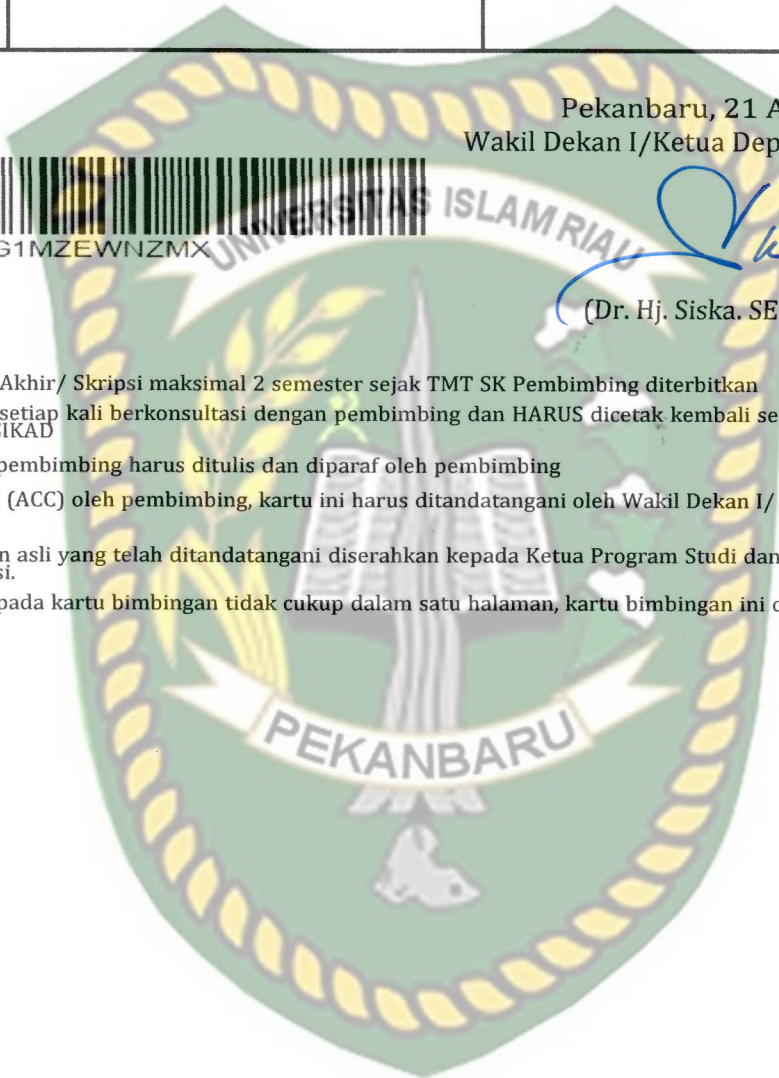 Pekanbaru, 21 A
Wakil Dekan I/Ketua Dep
G1MZEWNZMX
UNIVERSITAS ISLAM RIAU
(Dr. Hj. Siska. SE
Akhir/ Skripsi maksimal 2 semester sejak TMT SK Pembimbing diterbitkan
setiap kali berkonsultasi dengan pembimbing dan HARUS dicetak kembali se
SIKAD
pembimbing harus ditulis dan diparaf oleh pembimbing
(ACC) oleh pembimbing, kartu ini harus ditandatangani oleh Wakil Dekan I/
n asli yang telah ditandatangani diserahkan kepada Ketua Program Studi dan
si.
pada kartu bimbingan tidak cukup dalam satu halaman, kartu bimbingan ini d
PEKANBARU